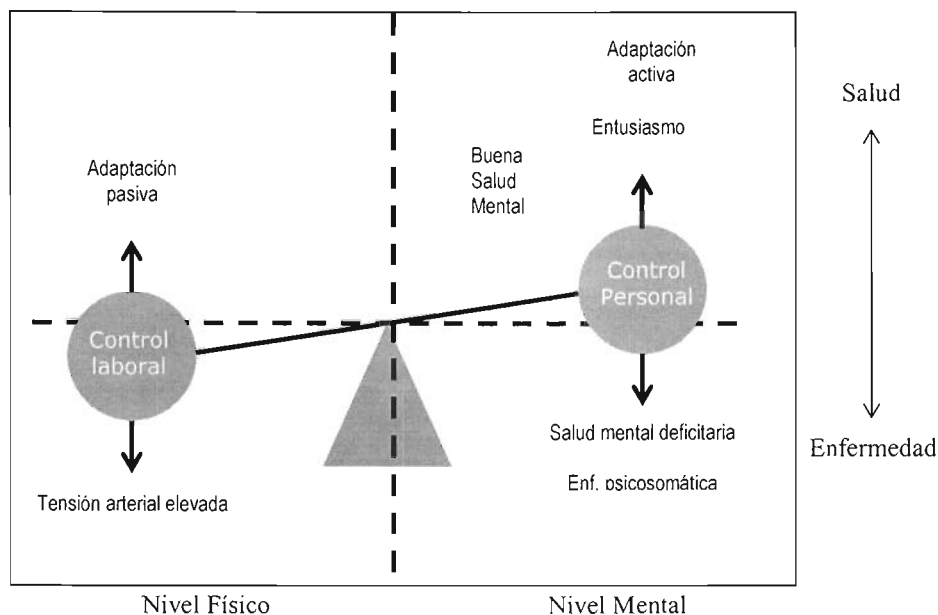 Adaptación
activa
Salud
Entusiasmo
Buena
Salud
Mental
Adaptación
pasiva
Control
Personal
Control
laboral
Salud mental deficitaria
Enfermedad
Enf. psicosomática
Tensión arterial elevada
Nivel Físico
Nivel Mental